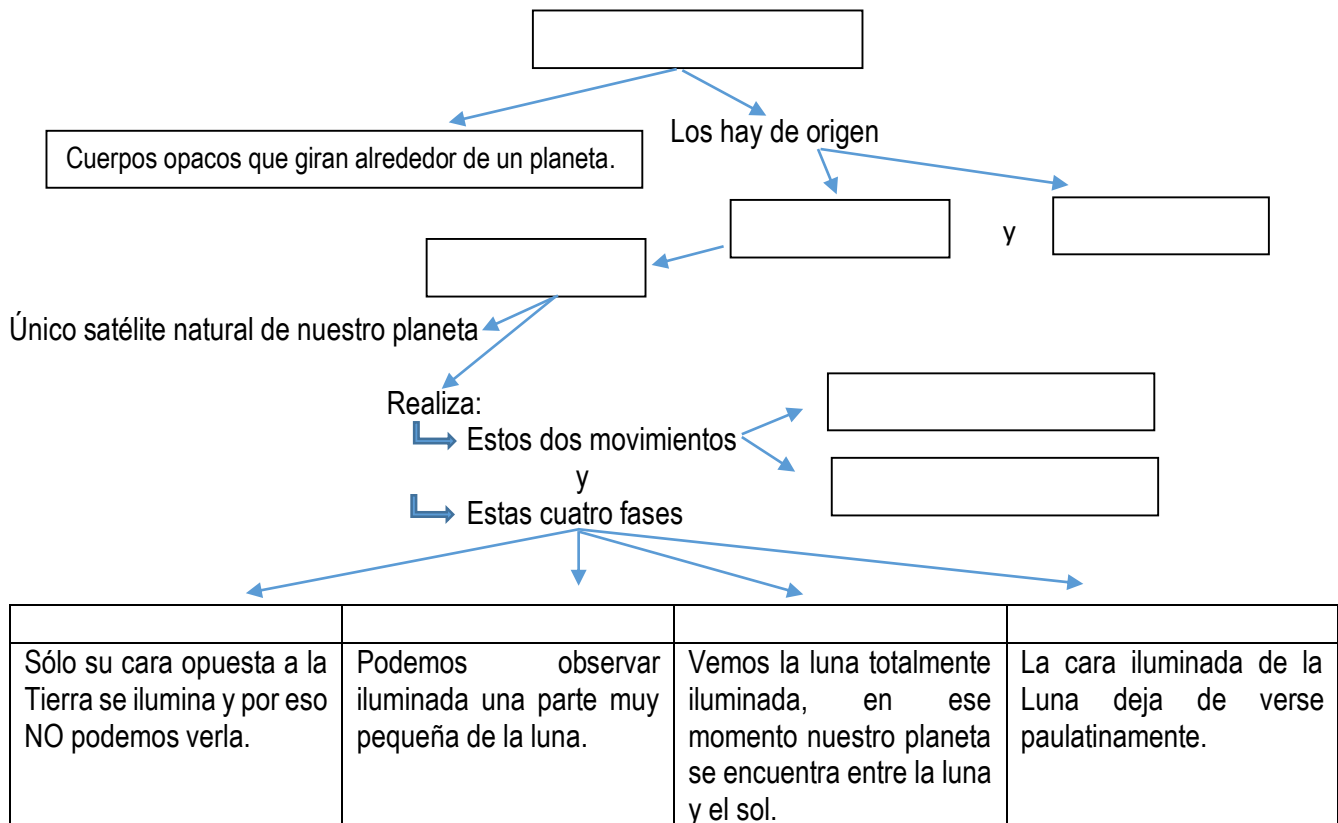 Los hay de origen
Cuerpos opacos que giran alrededor de un planeta.
y
Único satélite natural de nuestro planeta
Realiza:
Estos dos movimientos
y
Estas cuatro fases
Sólo su cara opuesta a la
Tierra se ilumina y por eso
NO podemos verla.
Podemos observar
iluminada una parte muy
pequeña de la luna.
Vemos la luna totalmente
iluminada, en ese
momento nuestro planeta
se encuentra entre la luna
y el sol.
La cara iluminada de la
Luna deja de verse
paulatinamente.